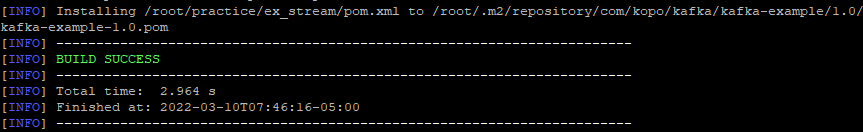 [INFO] Installing /root/practice/ex_stream/pom.xml to /root/.m2/repository/com/kopo/kafka/kafka-example/1.0/
kafka-example-1.0.pom
[INFO] ------------------------------------------------------------------------
[INFO] BUILD SUCCESS
[INFO] ------------------------------------------------------------------------
[INFO] Total time:  2.964 s
[INFO] Finished at: 2022-03-10T07:46:16-05:00
[INFO] ------------------------------------------------------------------------